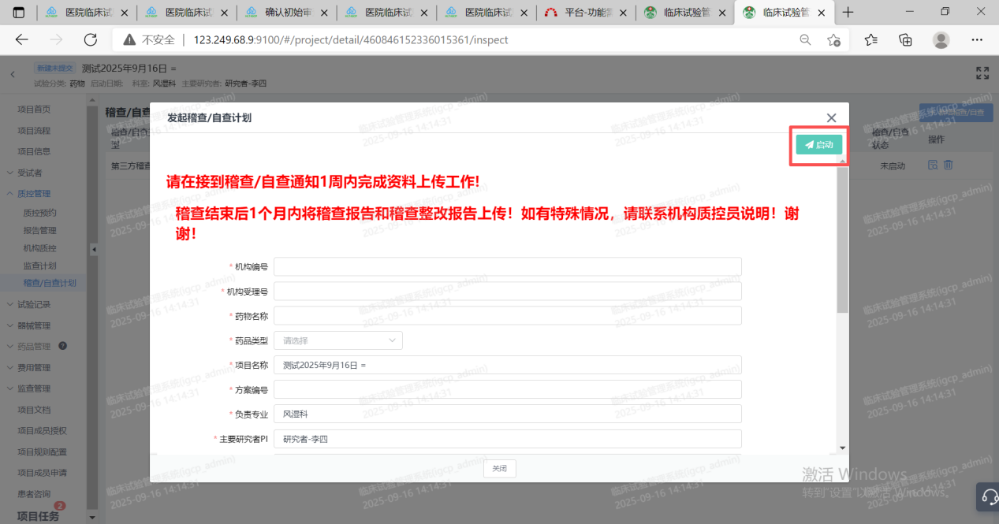 医院临床试
医院临床试
确认初始审
医院临床试
医院临床试
平台-功能
临床试验管
临床试验管
不安全
123.249.68.9:9100/#/project/detail/460846152336015361/inspect
新建未提交 测试2025年9月16日 =
试验分类: 药物 启动日期: 科室: 风湿科 主要研究者: 研究者-李四
项目首页
项目流程
项目信息
受试者
质控管理
质控预约
报告管理
机构质控
监查计划
稽查/自查计划
试验记录
器械管理
药品管理 ?
费用管理
监查管理
项目文档
项目成员授权
项目规则配置
项目成员申请
患者咨询
项目任务 2
稽查/自查
稽查/自查
型
第三方稽查
稽查/自查
状态
操作
未启动
发起稽查/自查计划
启动
请在接到稽查/自查通知1周内完成资料上传工作!
稽查结束后1个月内将稽查报告和稽查整改报告上传！如有特殊情况，请联系机构质控员说明！谢
谢！
* 机构编号
* 机构受理号
* 药物名称
* 药品类型 请选择
* 项目名称 测试2025年9月16日 =
* 方案编号
* 负责专业 风湿科
* 主要研究者PI 研究者-李四
关闭
临床试验管理系统(igcp_admin)
2025-09-16 14:14:31
激活 Windows
转到"设置"以激活 Windows。